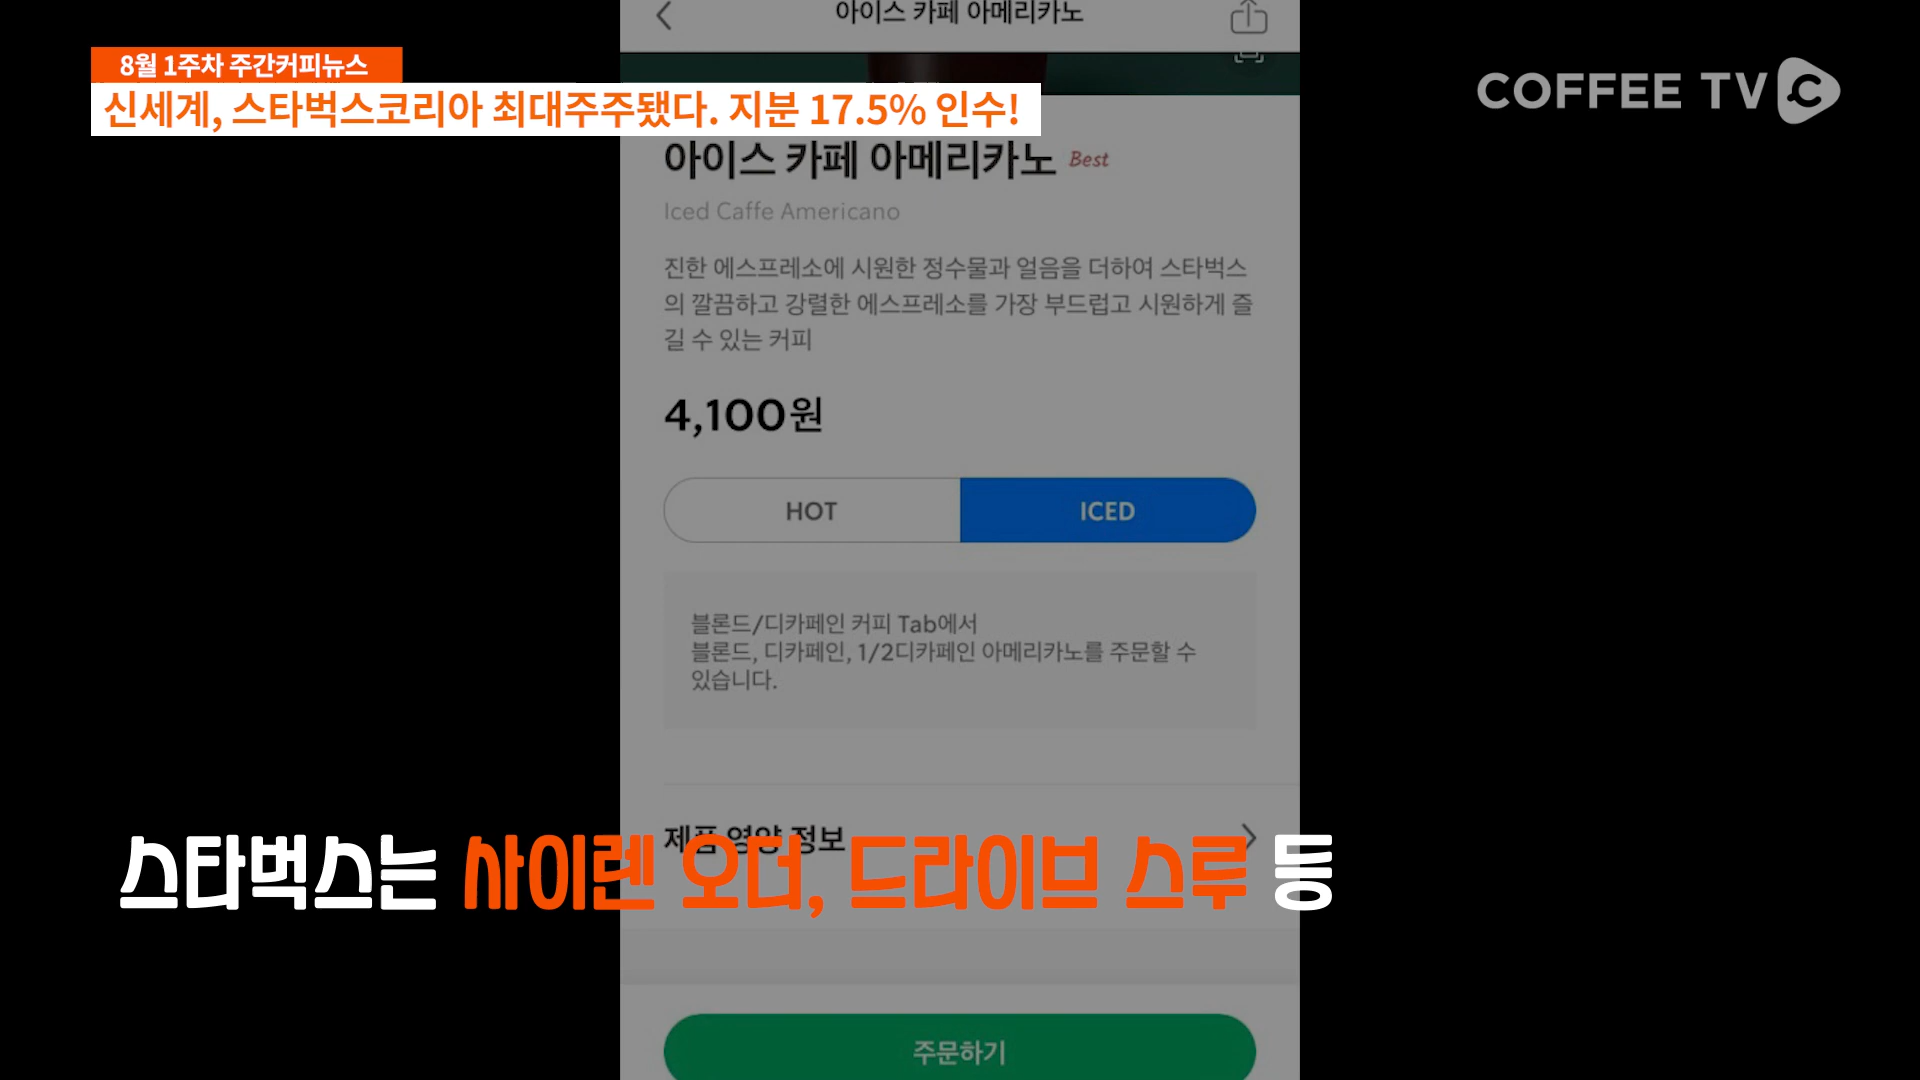 아이스 카페 아메리카노
8월 1주차 주간커피뉴스
신세계, 스타벅스코리아 최대주주됐다. 지분 17.5% 인수!
COFFEE TV
아이스 카페 아메리카노 Best
Iced Caffe Americano
진한 에스프레소에 시원한 정수물과 얼음을 더하여 스타벅스
의 깔끔하고 강렬한 에스프레소를 가장 부드럽고 시원하게 즐
길 수 있는 커피
4,100원
HOT
ICED
블론드/디카페인 커피 Tab에서
블론드, 디카페인, 1/2디카페인 아메리카노를 주문할 수
있습니다.
제품 영양 정보
스타벅스는 사이렌 오더, 드라이브 스루 등
주문하기